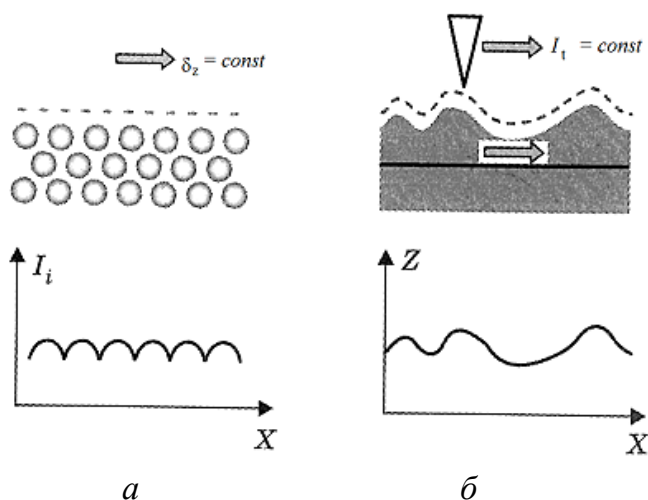 δz = const
It = const
Ii
X
Z
X
а
б